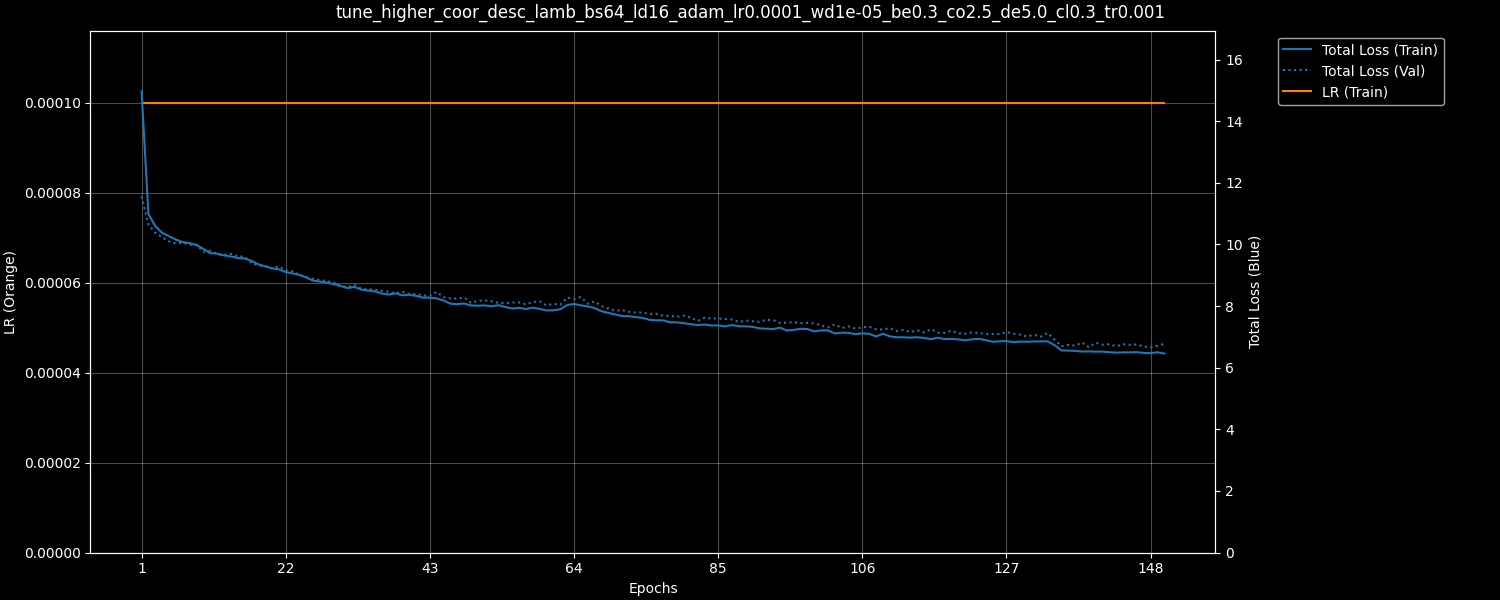 tune_higher_coor_desc_lamb_bs64_ld16_adam_lr0.0001_wd1e-05_be0.3_co2.5_de5.0_cl0.3_tr0.001
Total Loss (Train)
Total Loss (Val)
LR (Train)
LR (Orange)
0.00010
0.00008
0.00006
0.00004
0.00002
0.00000
16
14
12
10
8
6
4
2
0
Total Loss (Blue)
1 22 43 64 85 106 127 148
Epochs